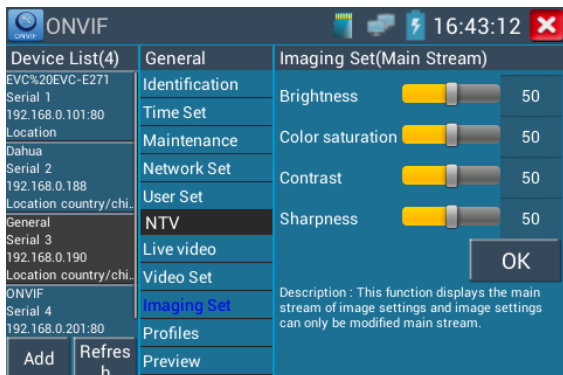 ONVIF
ONVIF 16:43:12
Device List(4)
EVC%20EVC-E271
Serial 1
192.168.0.101:80
Location
Dahua
Serial 2
192.168.0.188
Location country/chi..
General
Serial 3
192.168.0.190
Location country/chi..
ONVIF
Serial 4
192.168.0.201:80
Add
Refres
h
General
Identification
Time Set
Maintenance
Network Set
User Set
NTV
Live video
Video Set
Imaging Set
Profiles
Preview
Imaging Set(Main Stream)
Brightness 50
Color saturation 50
Contrast 50
Sharpness 50
OK
Description : This function displays the main
stream of image settings and image settings
can only be modified main stream.